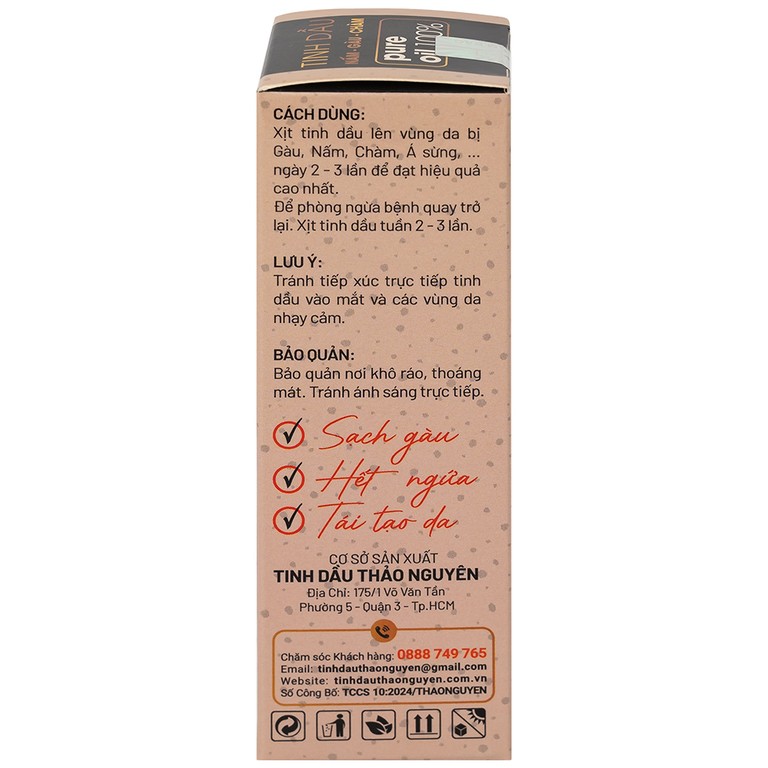 TINH DẦU
NẤM - GÀU - CHÀM
pure
oil 100%
CÁCH DÙNG:
Xịt tinh dầu lên vùng da bị
Gàu, Nấm, Chàm, Á sừng, ...
ngày 2 - 3 lần để đạt hiệu quả
cao nhất.
Để phòng ngừa bệnh quay trở
lại. Xịt tinh dầu tuần 2 - 3 lần.
LƯU Ý:
Tránh tiếp xúc trực tiếp tinh
dầu vào mắt và các vùng da
nhạy cảm.
BẢO QUẢN:
Bảo quản nơi khô ráo, thoáng
mát. Tránh ánh sáng trực tiếp.
Sạch gàu
Hết ngứa
Tái tạo da
CƠ SỞ SẢN XUẤT
TINH DẦU THẢO NGUYÊN
Địa Chỉ: 175/1 Võ Văn Tần
Phường 5 - Quận 3 - Tp.HCM
Chăm sóc Khách hàng: 0888 749 765
Email: tinhdauthaonguyen@gmail.com
Website: tinhdauthaonguyen.com.vn
Số Công Bố: TCCS 10:2024/THAONGUYEN